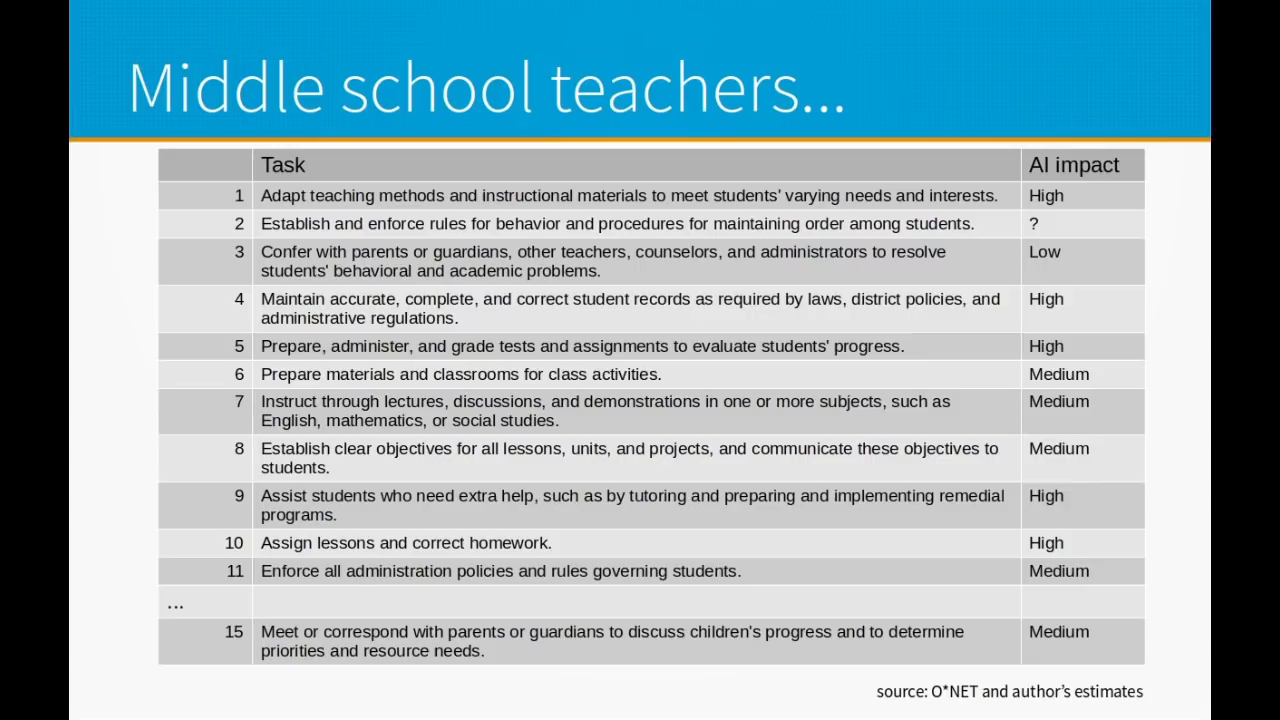 Middle school teachers...
Task AI impact
1 Adapt teaching methods and instructional materials to meet students' varying needs and interests. High
2 Establish and enforce rules for behavior and procedures for maintaining order among students. ?
3 Confer with parents or guardians, other teachers, counselors, and administrators to resolve Low
students' behavioral and academic problems.
4 Maintain accurate, complete, and correct student records as required by laws, district policies, and High
administrative regulations.
5 Prepare, administer, and grade tests and assignments to evaluate students' progress. High
6 Prepare materials and classrooms for class activities. Medium
7 Instruct through lectures, discussions, and demonstrations in one or more subjects, such as Medium
English, mathematics, or social studies.
8 Establish clear objectives for all lessons, units, and projects, and communicate these objectives to Medium
students.
9 Assist students who need extra help, such as by tutoring and preparing and implementing remedial High
programs.
10 Assign lessons and correct homework. High
11 Enforce all administration policies and rules governing students. Medium
...
15 Meet or correspond with parents or guardians to discuss children's progress and to determine Medium
priorities and resource needs.
source: O*NET and author’s estimates